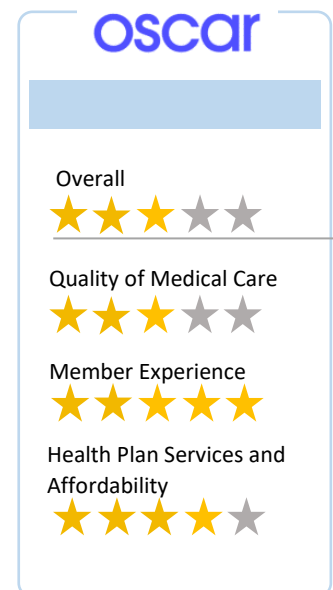 oscar
Overall
Quality of Medical Care
Member Experience
Health Plan Services and
Affordability